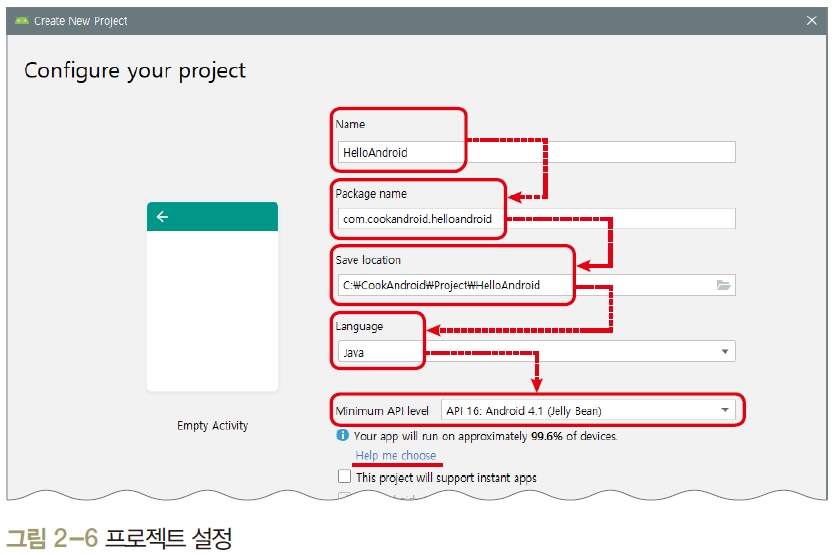 Create New Project
Configure your project
Name
HelloAndroid
Package name
com.cookandroid.helloandroid
Save location
C:₩CookAndroid₩Project₩HelloAndroid
Language
Java
Minimum API level API 16: Android 4.1 (Jelly Bean)
Your app will run on approximately 99.6% of devices.
Help me choose
This project will support instant apps
Empty Activity
그림 2-6 프로젝트 설정